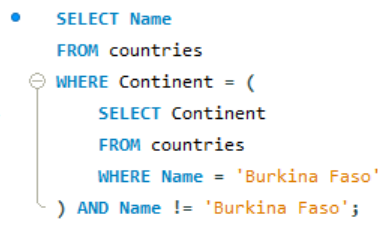 SELECT Name
FROM countries
WHERE Continent = (
SELECT Continent
FROM countries
WHERE Name = 'Burkina Faso'
) AND Name != 'Burkina Faso';